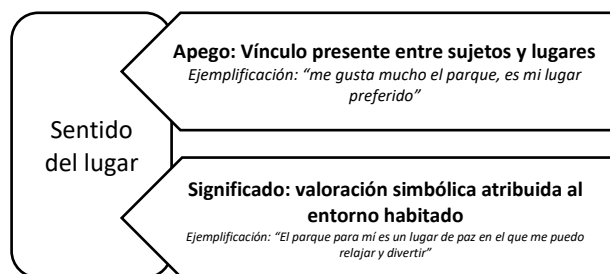 Sentido
del lugar
Apego: Vínculo presente entre sujetos y lugares
Ejemplificación: “me gusta mucho el parque, es mi lugar
preferido”
Significado: valoración simbólica atribuida al
entorno habitado
Ejemplificación: “El parque para mí es un lugar de paz en el que me puedo
relajar y divertir”